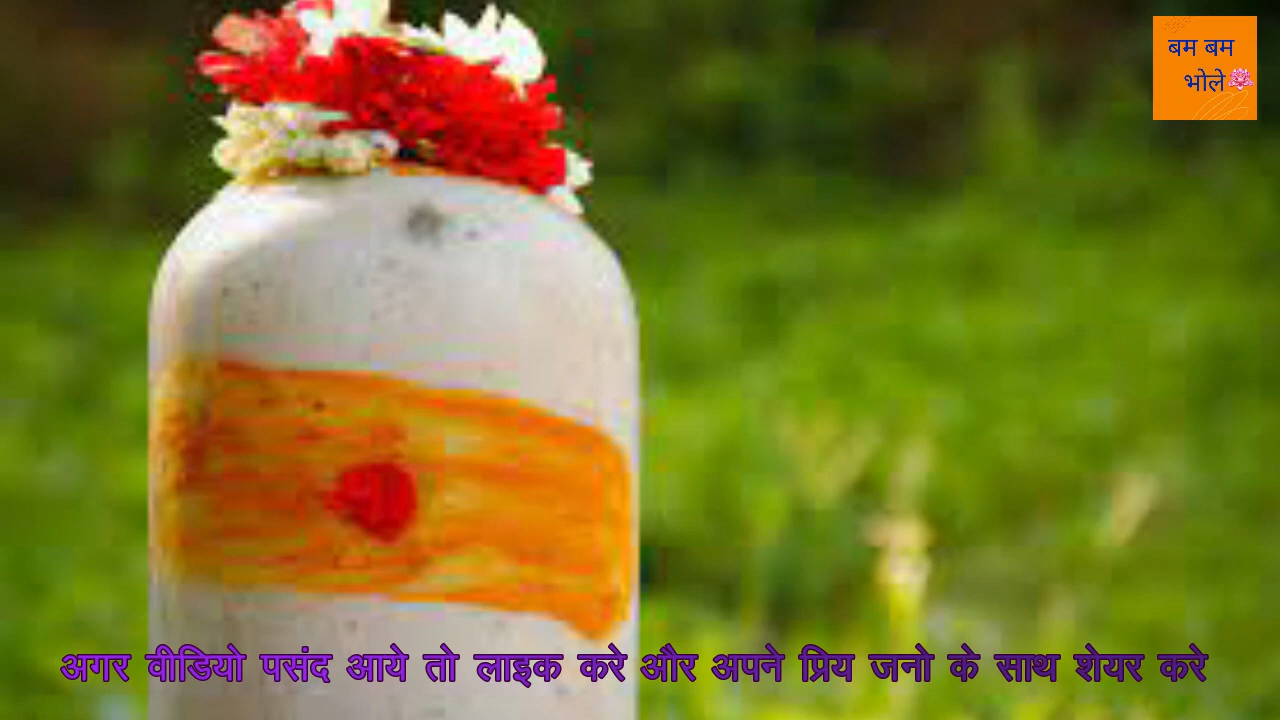 बम बम
भोले
अगर वीडियो पसंद आये तो लाइक करे और अपने प्रिय जनो के साथ शेयर करे